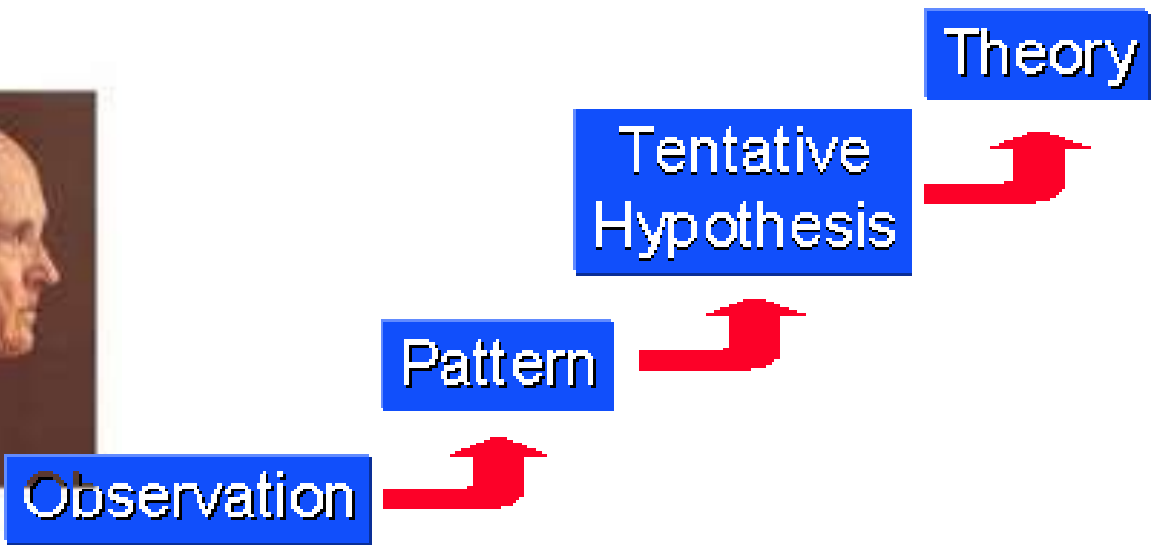 Theory
Tentative
Hypothesis
Pattern
Observation